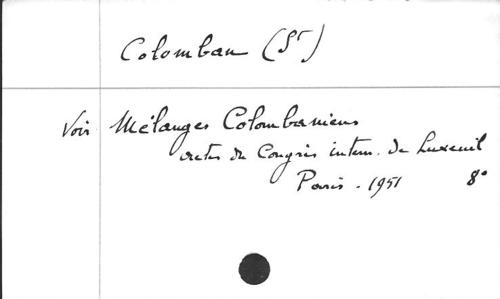 Colomban (St)
Voir Mélanges Colombaniens
actes du Congrès intern. de Luxeuil
Paris - 1951 8°